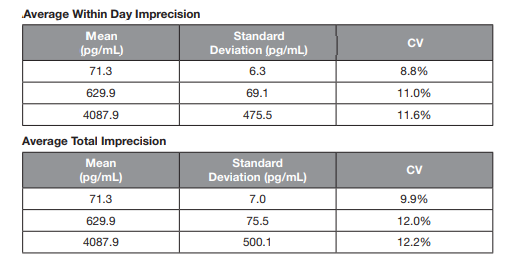 .Average Within Day Imprecision
Mean (pg/mL) Standard Deviation (pg/mL) CV
71.3 6.3 8.8%
629.9 69.1 11.0%
4087.9 475.5 11.6%
Average Total Imprecision
Mean (pg/mL) Standard Deviation (pg/mL) CV
71.3 7.0 9.9%
629.9 75.5 12.0%
4087.9 500.1 12.2%